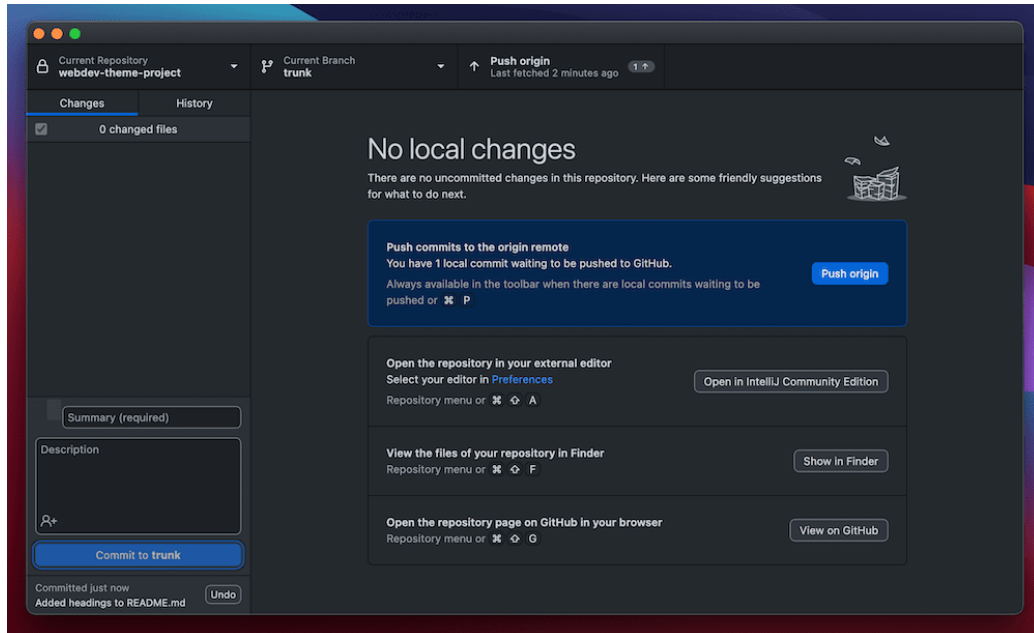 Current Repository
webdev-theme-project
Current Branch
trunk
Push origin
Last fetched 2 minutes ago
1↑
Changes
History
0 changed files
No local changes
There are no uncommitted changes in this repository. Here are some friendly suggestions
for what to do next.
Push commits to the origin remote
You have 1 local commit waiting to be pushed to GitHub.
Always available in the toolbar when there are local commits waiting to be
pushed or ⌘ P
Push origin
Open the repository in your external editor
Select your editor in Preferences
Repository menu or ⌘ ⇧ A
Open in IntelliJ Community Edition
View the files of your repository in Finder
Repository menu or ⌘ ⇧ F
Show in Finder
Open the repository page on GitHub in your browser
Repository menu or ⌘ ⇧ G
View on GitHub
Summary (required)
Description
Commit to trunk
Committed just now
Added headings to README.md
Undo